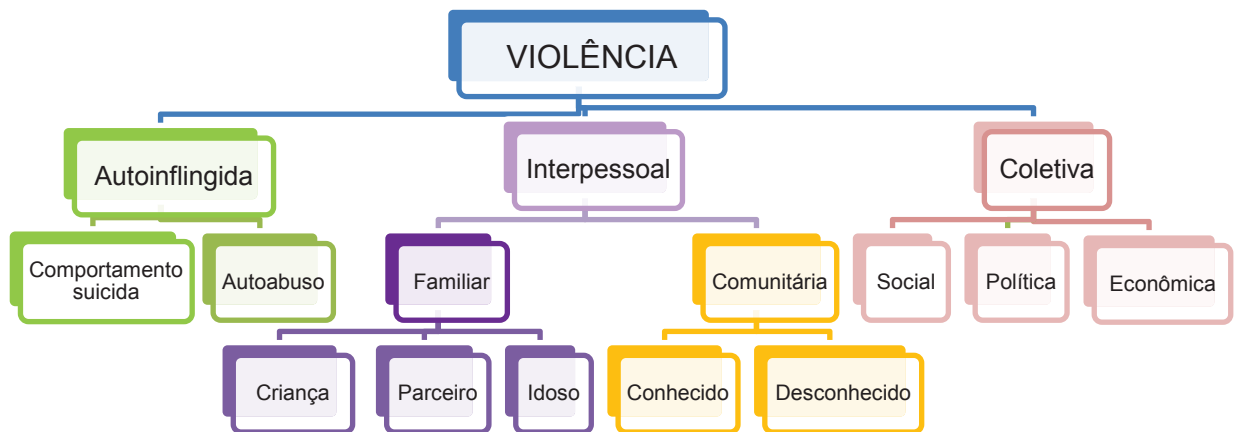 VIOLÊNCIA
Autoinflingida
Interpessoal
Coletiva
Comportamento
suicida
Autoabuso
Familiar
Comunitária
Social
Política
Econômica
Criança
Parceiro
Idoso
Conhecido
Desconhecido